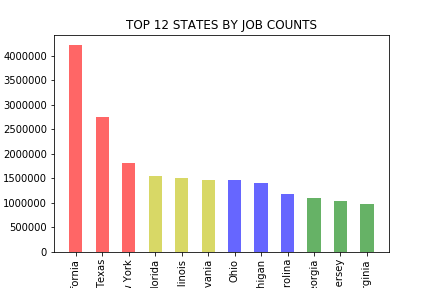 TOP 12 STATES BY JOB COUNTS
4000000
3500000
3000000
2500000
2000000
1500000
1000000
500000
0
fornia
Texas
v York
lorida
llinois
vania
Ohio
higan
rolina
eorgia
ersey
rginia